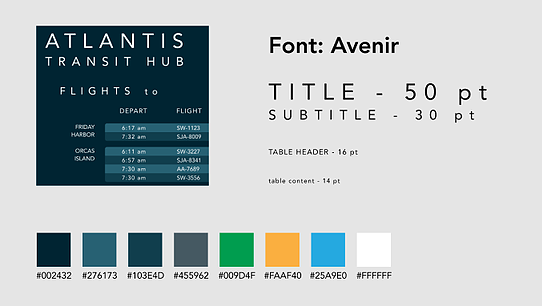 ATLANTIS
TRANSIT HUB
FLIGHTS to
DEPART FLIGHT
FRIDAY
HARBOR
6:17 am SW-1123
7:32 am SJA-8009
ORCAS
ISLAND
6:11 am SW-3227
6:57 am SJA-8341
7:30 am AA-7689
7:30 am SW-3556
Font: Avenir
TITLE - 50 pt
SUBTITLE - 30 pt
TABLE HEADER - 16 pt
table content - 14 pt
#002432 #276173 #103E4D #455962 #009D4F #FAAF40 #25A9E0 #FFFFFF